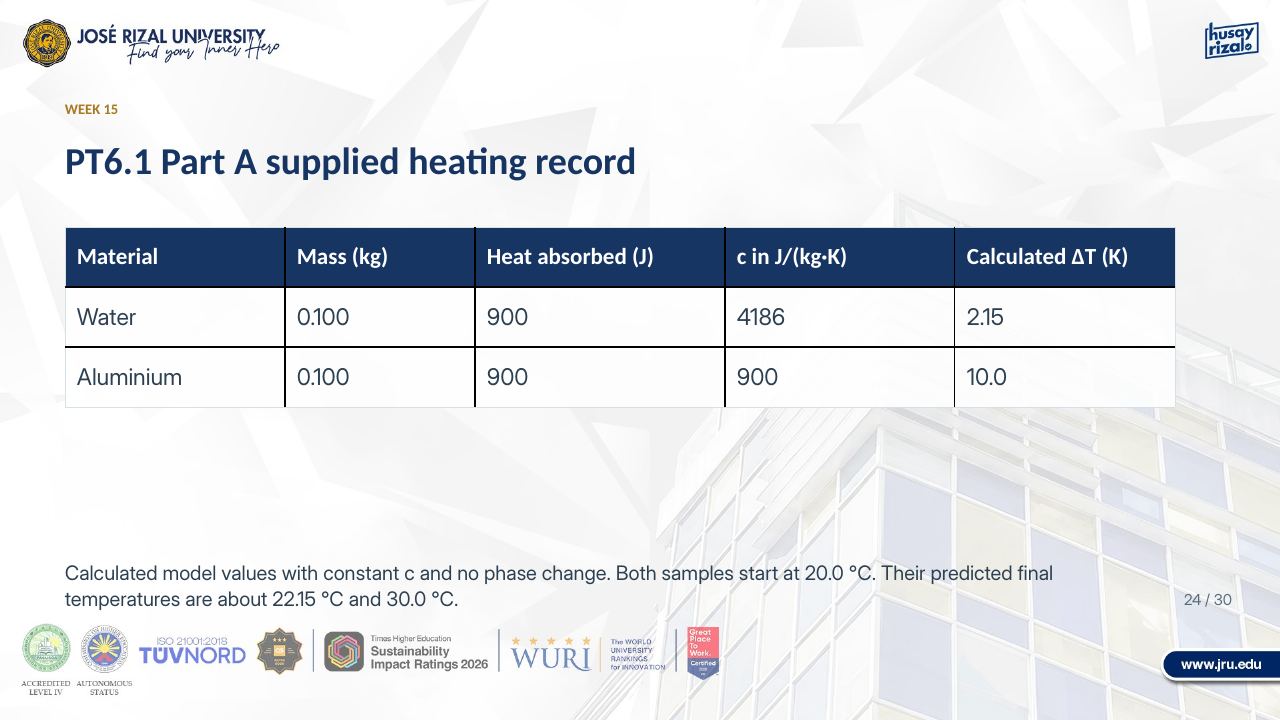 JOSÉ RIZAL UNIVERSITY
Find your Inner Hero
husay
rizal
WEEK 15
PT6.1 Part A supplied heating record
Material Mass (kg) Heat absorbed (J) c in J/(kg·K) Calculated ΔT (K)
Water 0.100 900 4186 2.15
Aluminium 0.100 900 900 10.0
Calculated model values with constant c and no phase change. Both samples start at 20.0 °C. Their predicted final
temperatures are about 22.15 °C and 30.0 °C.
24 / 30
ISO 21001:2018
TÜVNORD
Times Higher Education
Sustainability
Impact Ratings 2026
WURI
The WORLD
UNIVERSITY
RANKINGS
for INNOVATION
Great
Place
To
Work.
Certified
ACCREDITED
LEVEL IV
AUTONOMOUS
STATUS
www.jru.edu